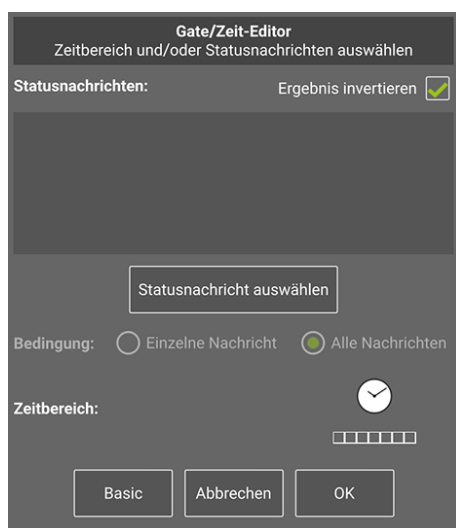 Gate/Zeit-Editor
Zeitbereich und/oder Statusnachrichten auswählen
Statusnachrichten:
Ergebnis invertieren
Statusnachricht auswählen
Bedingung:
Einzelne Nachricht
Alle Nachrichten
Zeitbereich:
Basic
Abbrechen
OK